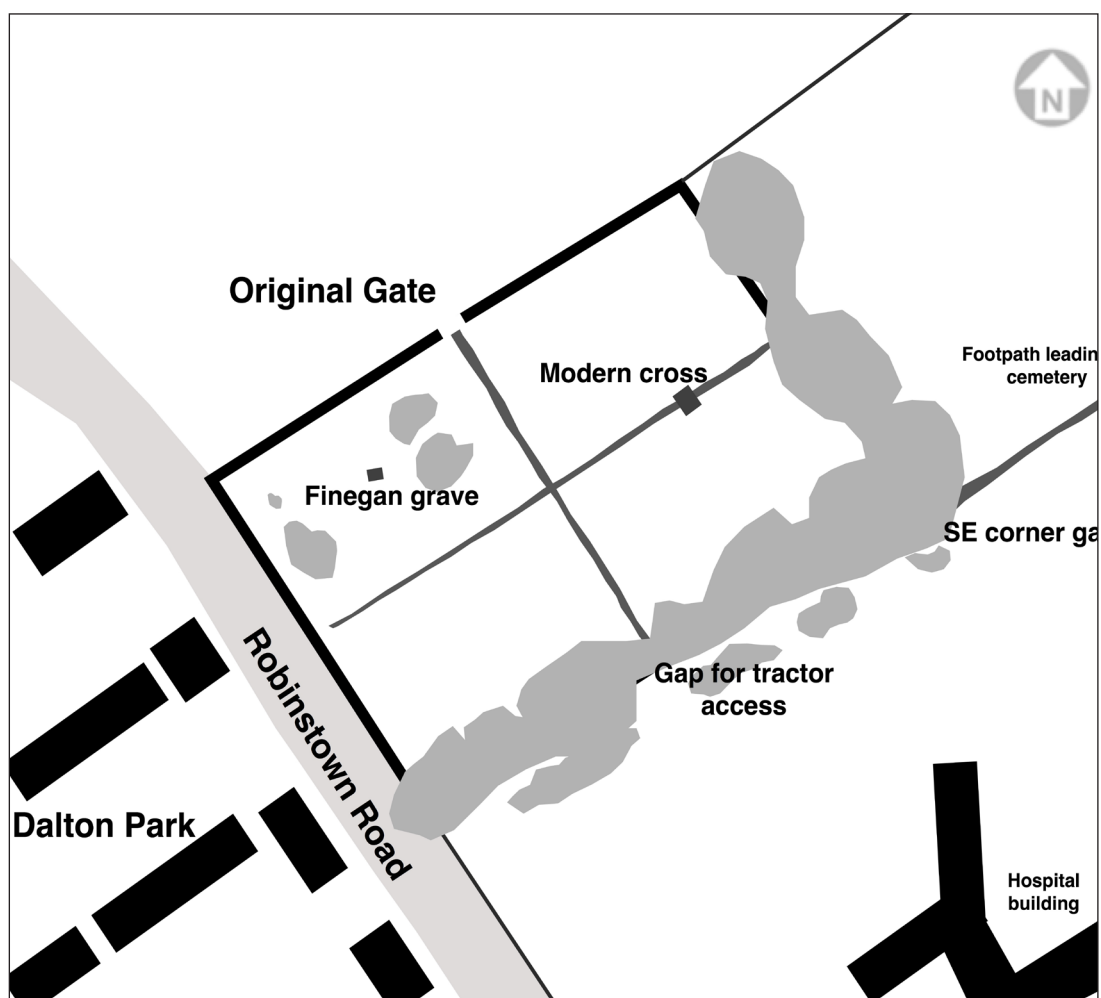 N
Original Gate
Modern cross
Footpath leadin
cemetery
Finegan grave
SE corner ga
Robinstown Road
Gap for tractor
access
Dalton Park
Hospital
building